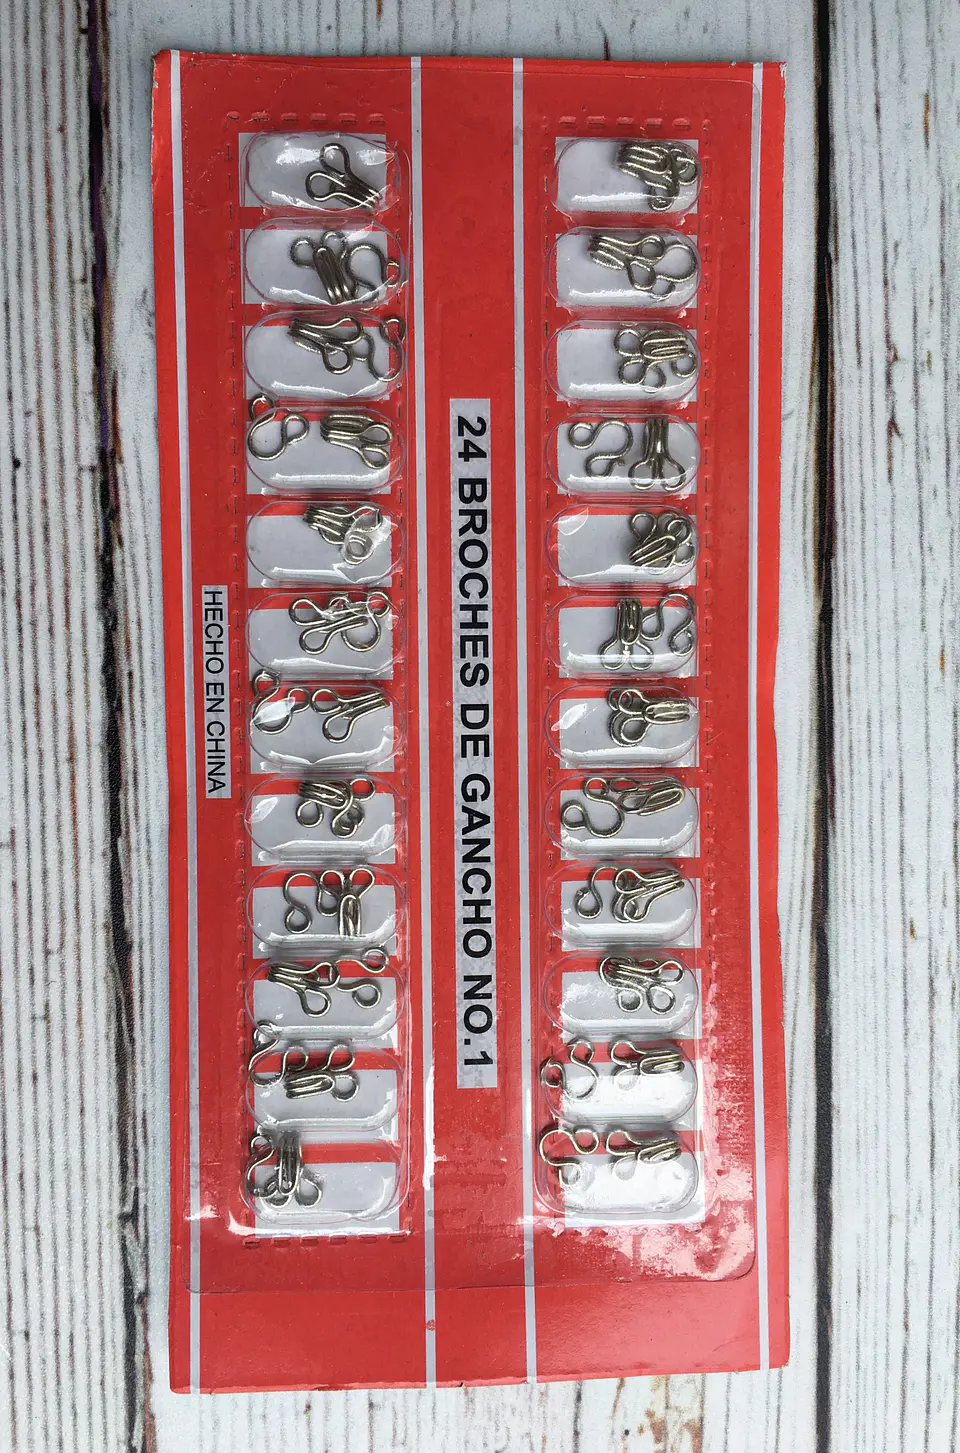 24 BROCHES DE GANCHO NO.1
HECHO EN CHINA